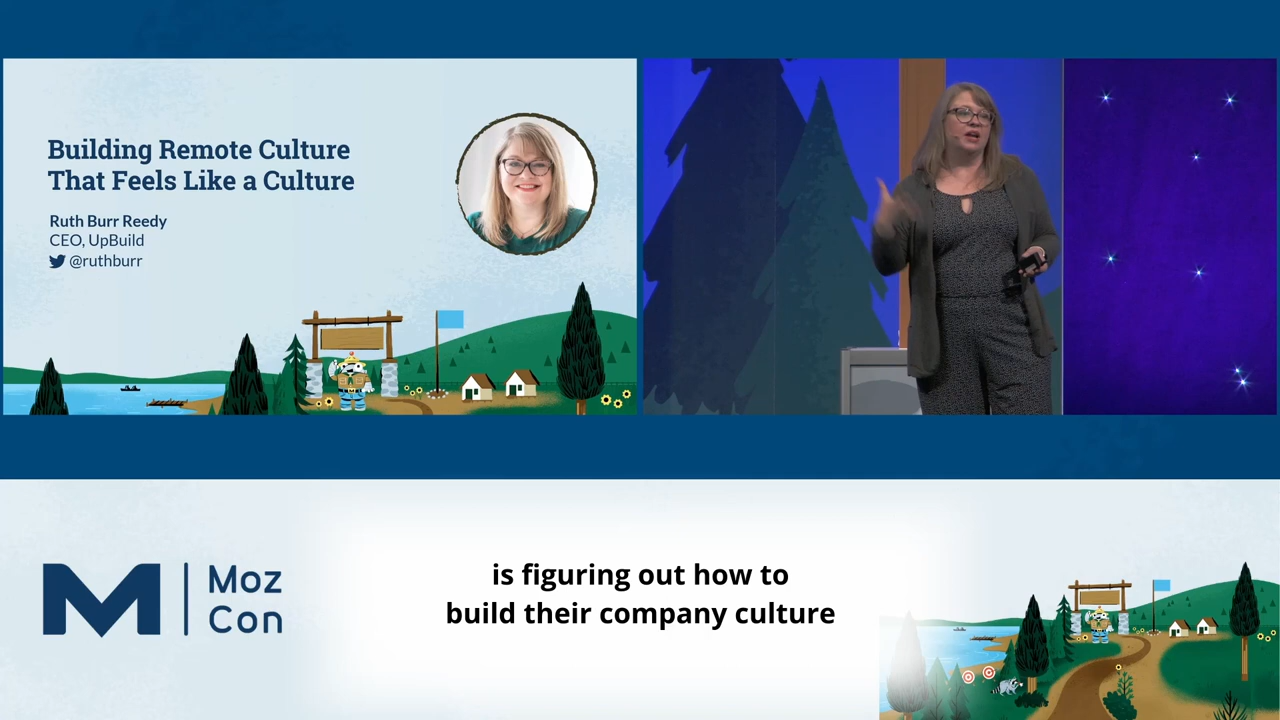 Building Remote Culture
That Feels Like a Culture
Ruth Burr Reedy
CEO, UpBuild
@ruthburr
M
Moz
Con
is figuring out how to
build their company culture